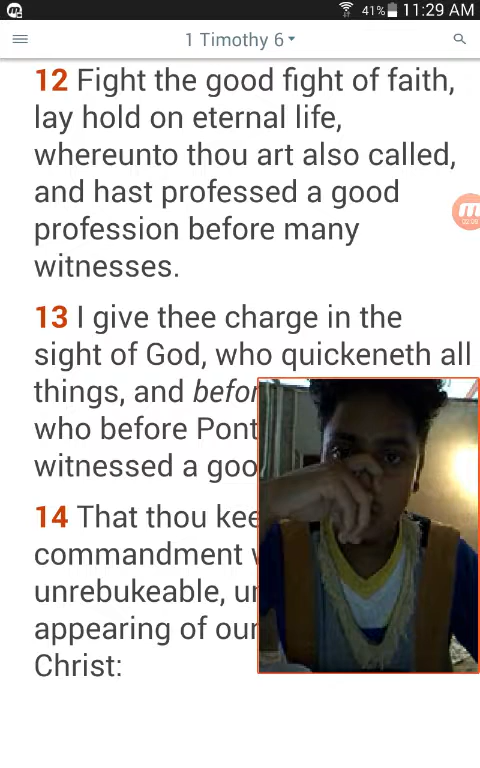 41% 11:29 AM
1 Timothy 6
12 Fight the good fight of faith,
lay hold on eternal life,
whereunto thou art also called,
and hast professed a good
profession before many
witnesses.
13 I give thee charge in the
sight of God, who quickeneth all
things, and befor
who before Pont
witnessed a goo
14 That thou kee
commandment
unrebukeable, un
appearing of our
Christ: